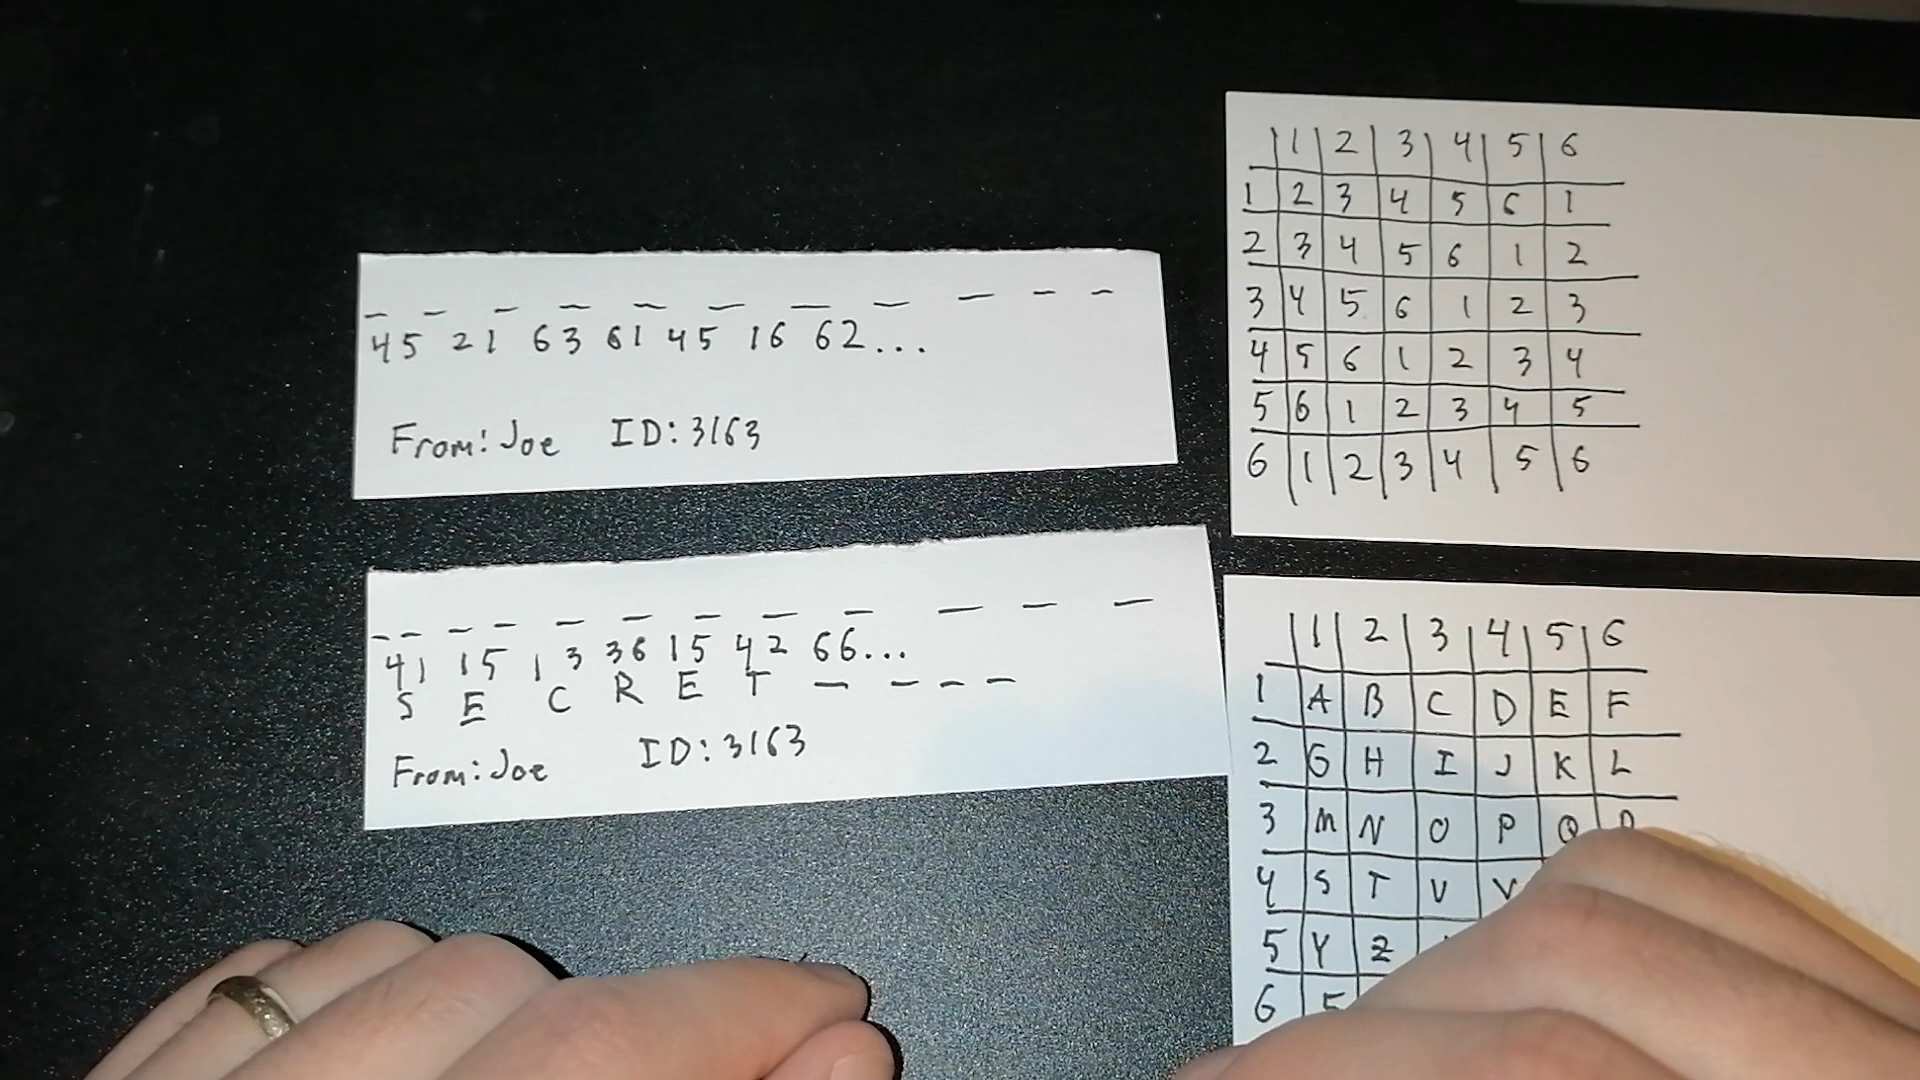 _ _ _ _ _ _ _ _ _ _ _
45 21 63 61 45 16 62...
From: Joe ID: 3163
_ _ _ _ _ _ _ _ _ _ _ _ _
41 15 13 36 15 42 66...
S E C R E T _ _ _ _
From: Joe ID: 3163
1 2 3 4 5 6
1 2 3 4 5 6 1
2 3 4 5 6 1 2
3 4 5 6 1 2 3
4 5 6 1 2 3 4
5 6 1 2 3 4 5
6 1 2 3 4 5 6
1 2 3 4 5 6
1 A B C D E F
2 G H I J K L
3 M N O P Q
4 S T U V
5 Y Z
6 5